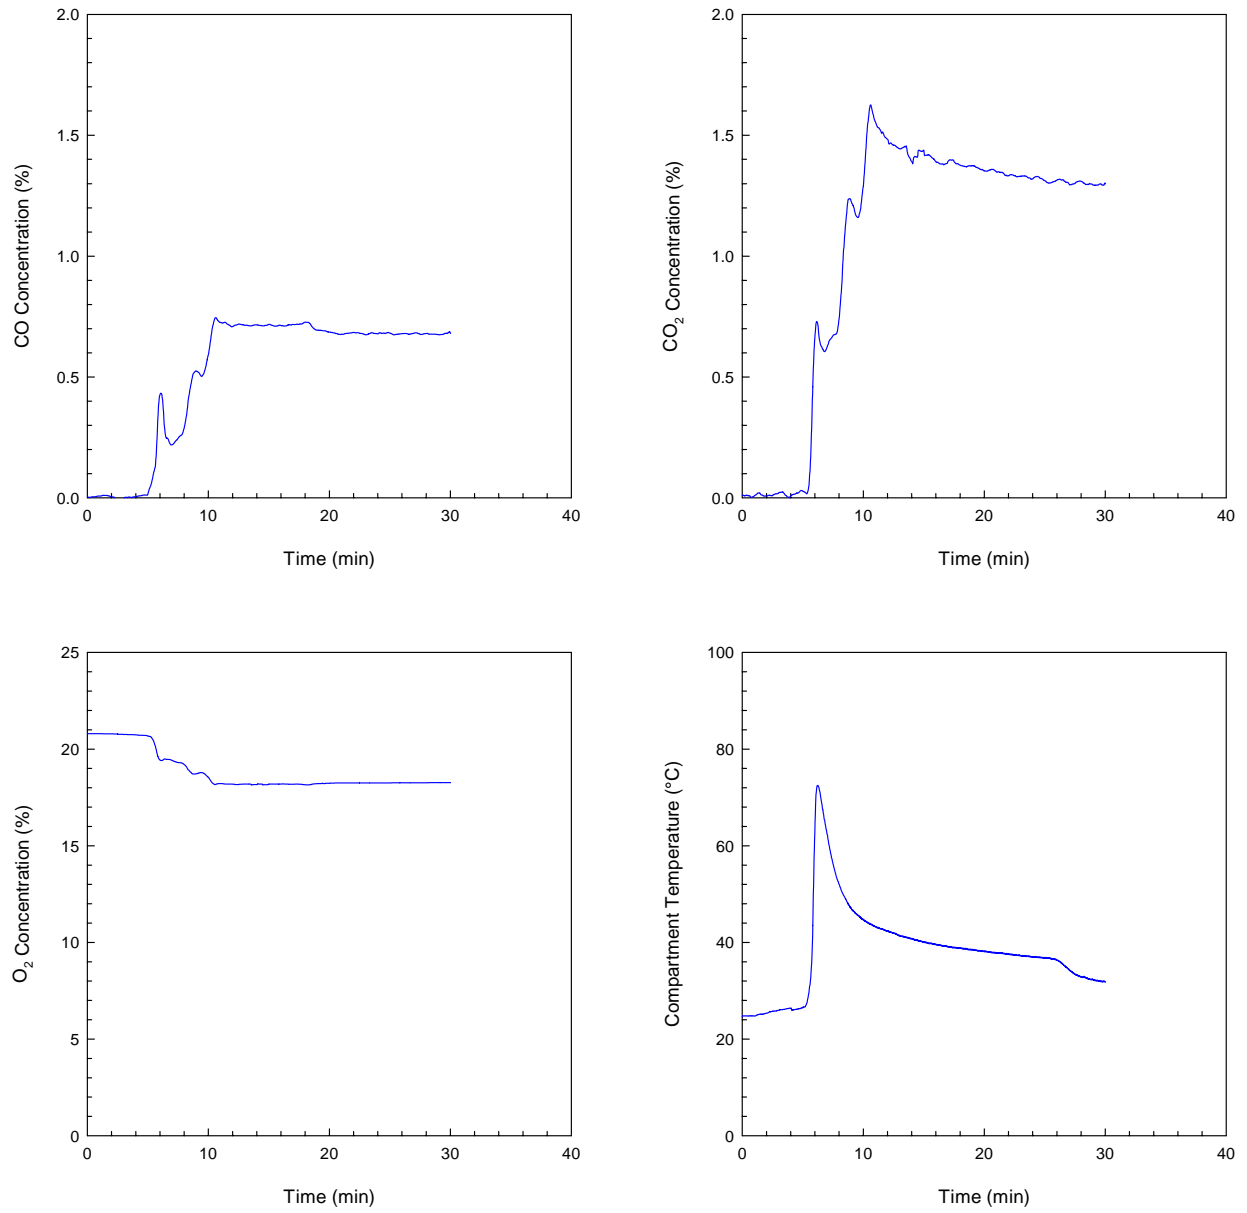 2.0
1.5
1.0
0.5
0.0
0 10 20 30 40
CO Concentration (%)
Time (min)
2.0
1.5
1.0
0.5
0.0
0 10 20 30 40
CO₂ Concentration (%)
Time (min)
25
20
15
10
5
0
0 10 20 30 40
O₂ Concentration (%)
Time (min)
100
80
60
40
20
0
0 10 20 30 40
Compartment Temperature (°C)
Time (min)